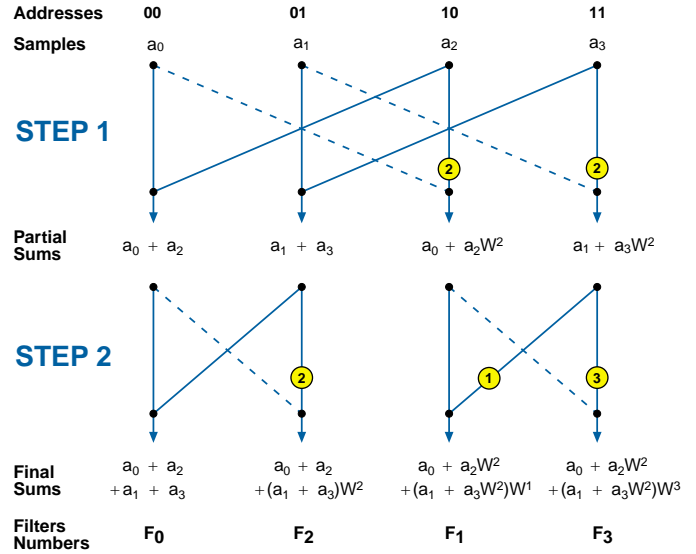 Addresses 00 01 10 11
Samples a₀ a₁ a₂ a₃
STEP 1
2 2
Partial
Sums
a₀ + a₂ a₁ + a₃ a₀ + a₂W² a₁ + a₃W²
STEP 2
2 1 3
Final
Sums
a₀ + a₂ a₀ + a₂ a₀ + a₂W² a₀ + a₂W²
+a₁ + a₃ +(a₁ + a₃)W² +(a₁ + a₃W²)W¹ +(a₁ + a₃W²)W³
Filters
Numbers
F₀ F₂ F₁ F₃